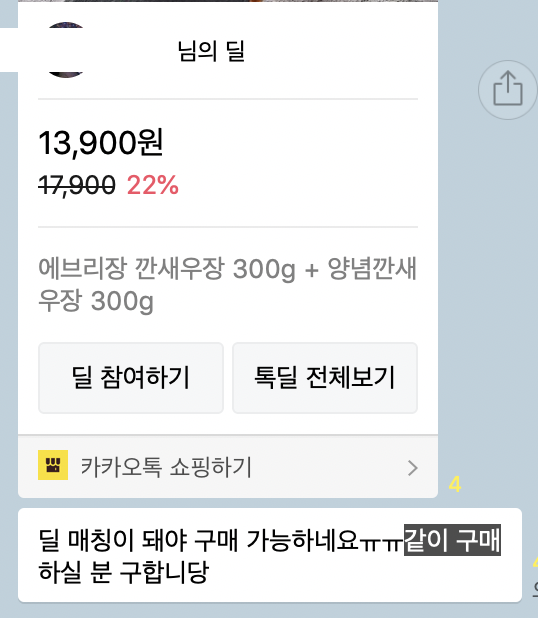 님의 딜
13,900원
17,900 22%
에브리장 깐새우장 300g + 양념깐새
우장 300g
딜 참여하기 톡딜 전체보기
카카오톡 쇼핑하기
4
딜 매칭이 돼야 구매 가능하네요ㅠㅠ같이 구매
하실 분 구합니당